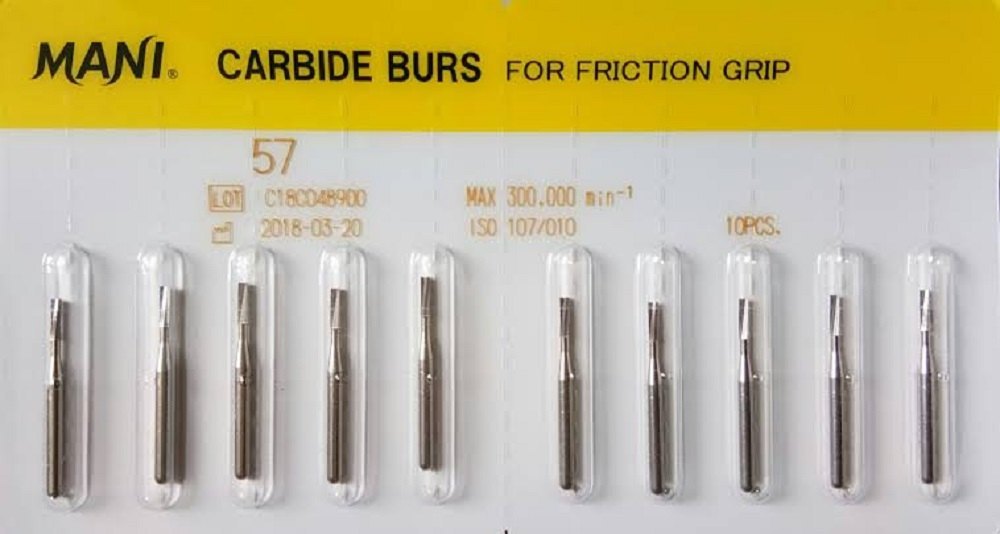 MANI® CARBIDE BURS FOR FRICTION GRIP
57
LOT C18C048900
2018-03-20
MAX 300.000 min⁻¹
ISO 107/010
10PCS.